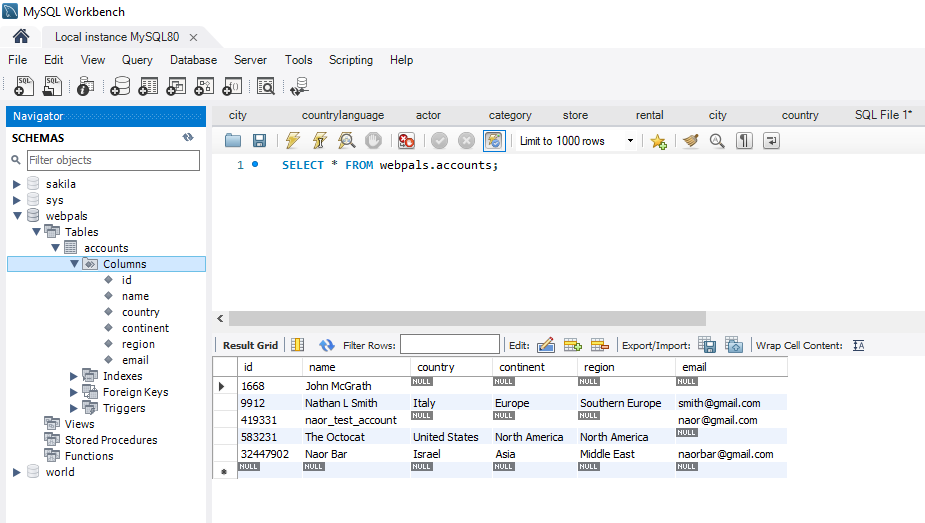 MySQL Workbench
Local instance MySQL80 ×
File Edit View Query Database Server Tools Scripting Help
Navigator
SCHEMAS
Filter objects
sakila
sys
webpals
Tables
accounts
Columns
id
name
country
continent
region
email
Indexes
Foreign Keys
Triggers
Views
Stored Procedures
Functions
world
city countrylanguage actor category store rental city country SQL File 1*
Limit to 1000 rows
1 SELECT * FROM webpals.accounts;
Result Grid Filter Rows: Edit: Export/Import: Wrap Cell Content: IA
id name country continent region email
1668 John McGrath NULL NULL NULL NULL
9912 Nathan L Smith Italy Europe Southern Europe smith@gmail.com
419331 naor_test_account NULL NULL NULL naor@gmail.com
583231 The Octocat United States North America North America NULL
32447902 Naor Bar Israel Asia Middle East naorbar@gmail.com
NULL NULL NULL NULL NULL NULL